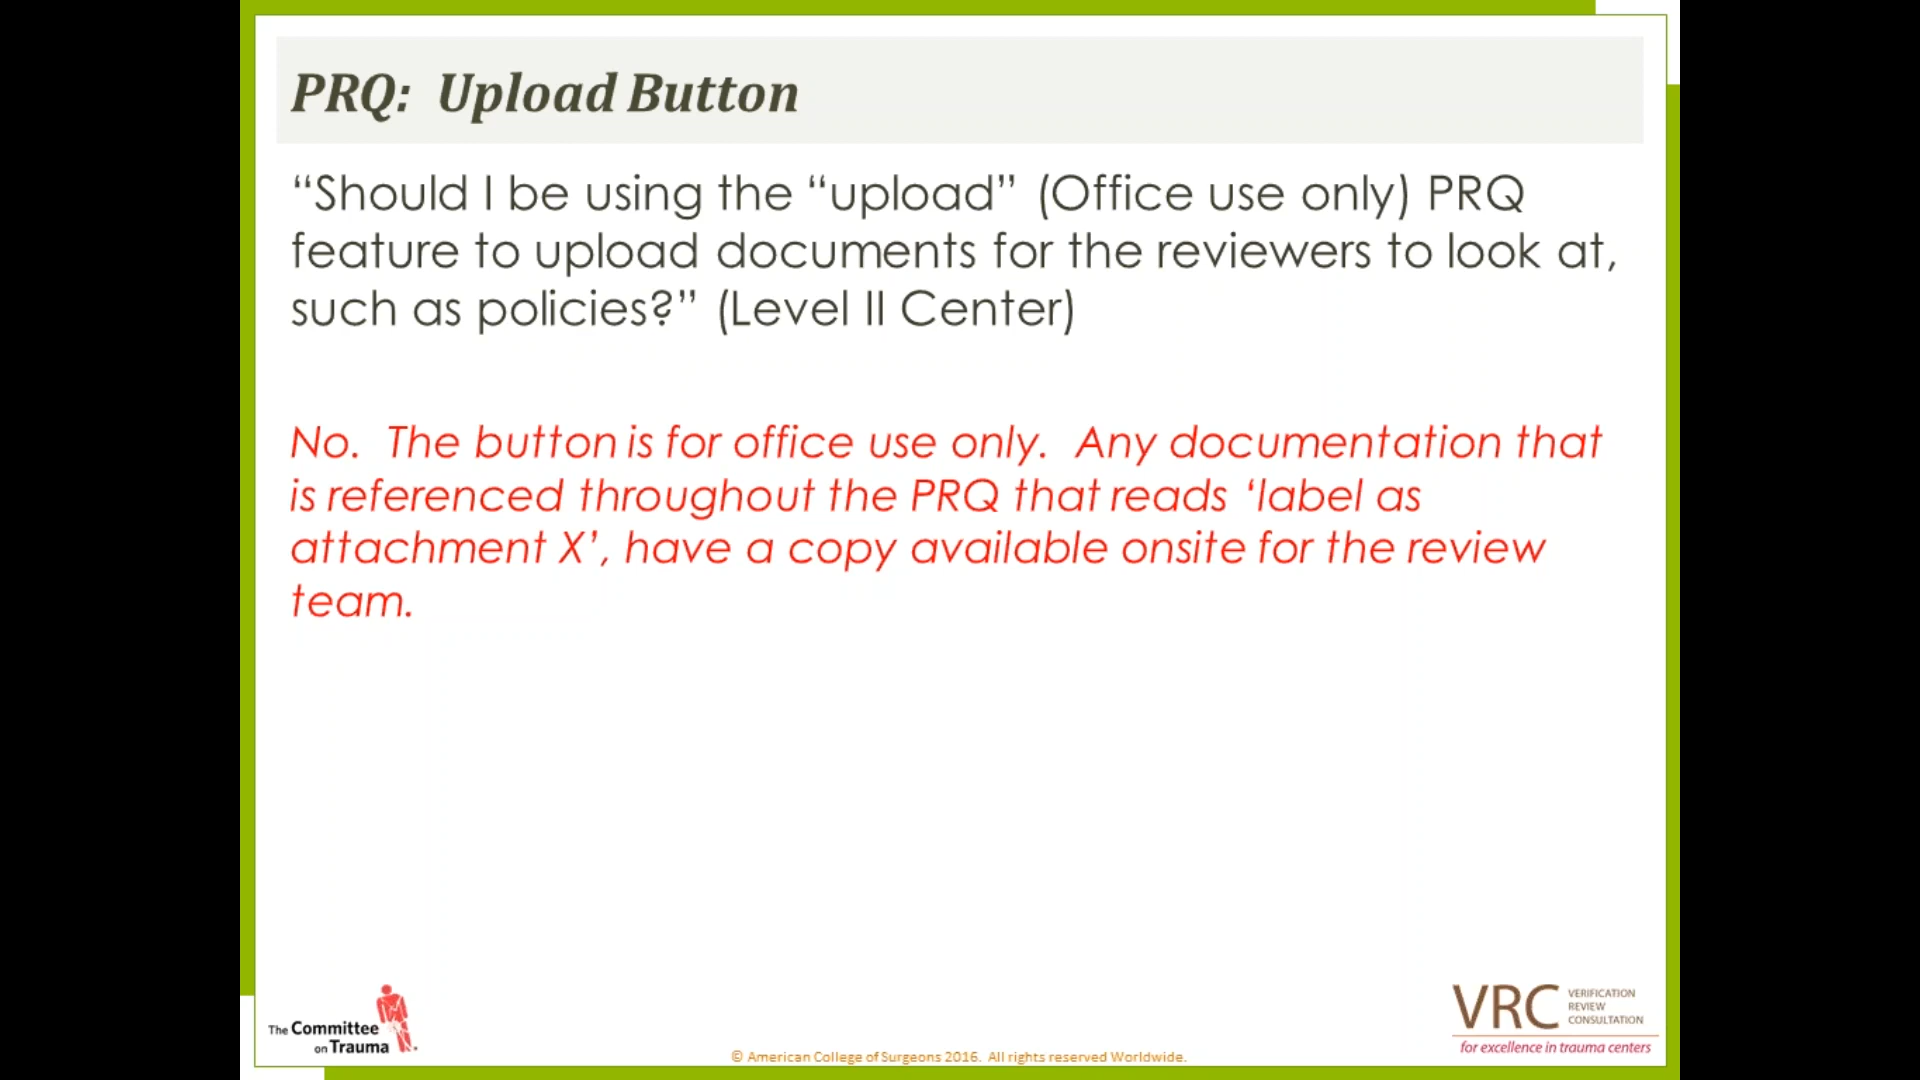 PRQ: Upload Button
“Should I be using the “upload” (Office use only) PRQ
feature to upload documents for the reviewers to look at,
such as policies?” (Level II Center)
No. The button is for office use only. Any documentation that
is referenced throughout the PRQ that reads ‘label as
attachment X’, have a copy available onsite for the review
team.
The Committee
on Trauma
© American College of Surgeons 2016. All rights reserved Worldwide.
VRC
VERIFICATION
REVIEW
CONSULTATION
for excellence in trauma centers